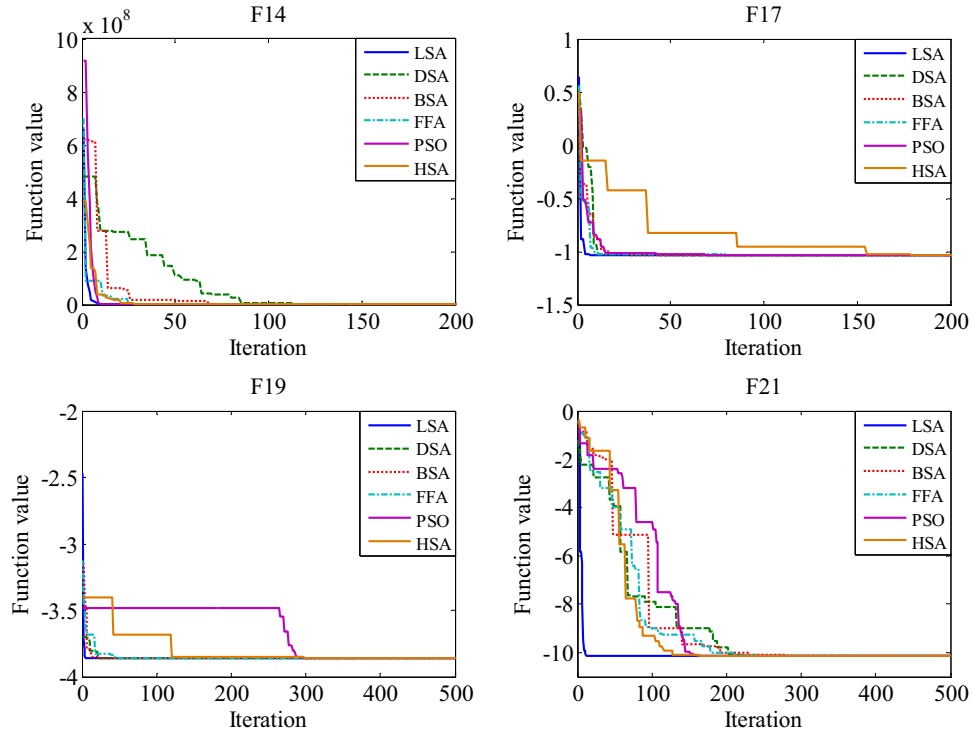 F14
x 10^8
10
8
6
4
2
0
0 50 100 150 200
Function value
Iteration
LSA
DSA
BSA
FFA
PSO
HSA
F17
1
0.5
0
-0.5
-1
-1.5
0 50 100 150 200
Function value
Iteration
LSA
DSA
BSA
FFA
PSO
HSA
F19
-2
-2.5
-3
-3.5
-4
0 100 200 300 400 500
Function value
Iteration
LSA
DSA
BSA
FFA
PSO
HSA
F21
0
-2
-4
-6
-8
-10
0 100 200 300 400 500
Function value
Iteration
LSA
DSA
BSA
FFA
PSO
HSA